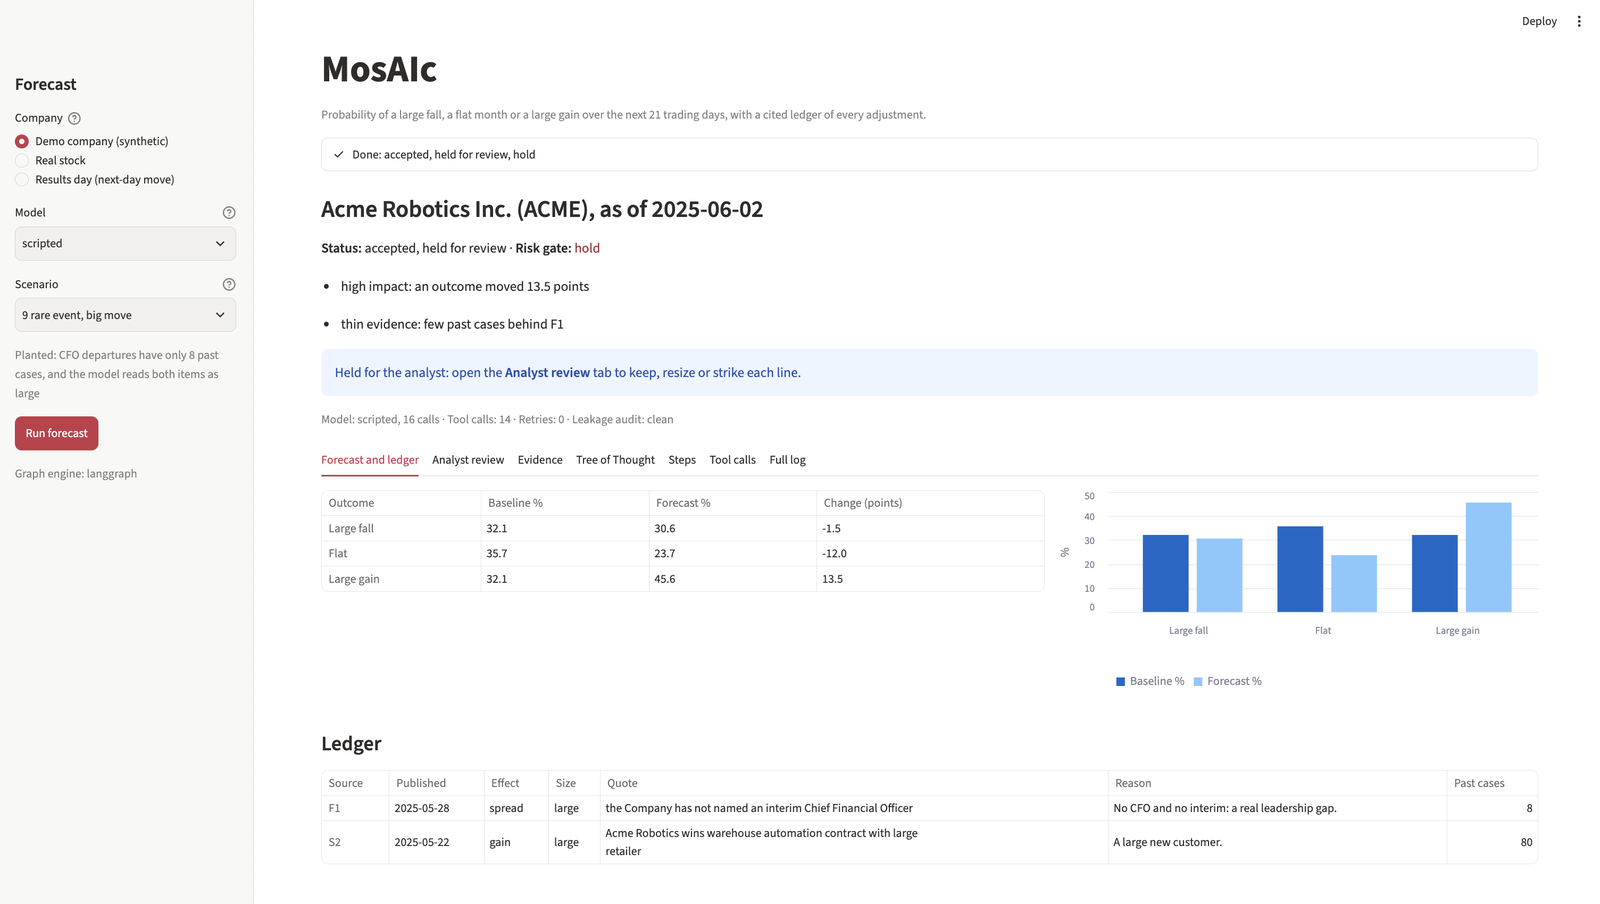 Deploy
Forecast
Company
Demo company (synthetic)
Real stock
Results day (next-day move)
Model
scripted
Scenario
9 rare event, big move
Planted: CFO departures have only 8 past
cases, and the model reads both items as
large
Run forecast
Graph engine: langgraph
MosAIc
Probability of a large fall, a flat month or a large gain over the next 21 trading days, with a cited ledger of every adjustment.
Done: accepted, held for review, hold
Acme Robotics Inc. (ACME), as of 2025-06-02
Status: accepted, held for review · Risk gate: hold
• high impact: an outcome moved 13.5 points
• thin evidence: few past cases behind F1
Held for the analyst: open the Analyst review tab to keep, resize or strike each line.
Model: scripted, 16 calls · Tool calls: 14 · Retries: 0 · Leakage audit: clean
Forecast and ledger Analyst review Evidence Tree of Thought Steps Tool calls Full log
Outcome Baseline % Forecast % Change (points)
Large fall 32.1 30.6 -1.5
Flat 35.7 23.7 -12.0
Large gain 32.1 45.6 13.5
50
40
30
20
10
0
%
Large fall Flat Large gain
Baseline % Forecast %
Ledger
Source Published Effect Size Quote Reason Past cases
F1 2025-05-28 spread large the Company has not named an interim Chief Financial Officer No CFO and no interim: a real leadership gap. 8
S2 2025-05-22 gain large Acme Robotics wins warehouse automation contract with large
retailer A large new customer. 80